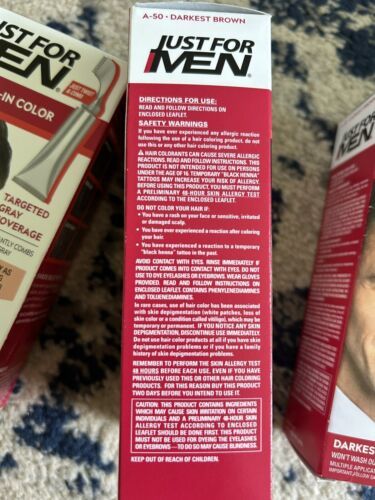 A-50 • DARKEST BROWN
JUST FOR
MEN®
DIRECTIONS FOR USE:
READ AND FOLLOW DIRECTIONS ON
ENCLOSED LEAFLET.
SAFETY WARNINGS
If you have ever experienced any allergic reaction
following the use of a hair coloring product, do not
use this or any other hair coloring product.
⚠ HAIR COLORANTS CAN CAUSE SEVERE ALLERGIC
REACTIONS. READ AND FOLLOW INSTRUCTIONS. THIS
PRODUCT IS NOT INTENDED FOR USE ON PERSONS
UNDER THE AGE OF 16. TEMPORARY "BLACK HENNA"
TATTOOS MAY INCREASE YOUR RISK OF ALLERGY.
BEFORE USING THIS PRODUCT, YOU MUST PERFORM
A PRELIMINARY 48-HOUR SKIN ALLERGY TEST
ACCORDING TO THE ENCLOSED LEAFLET.
DO NOT COLOR YOUR HAIR IF:
• You have a rash on your face or sensitive, irritated
or damaged scalp.
• You have ever experienced a reaction after coloring
your hair.
• You have experienced a reaction to a temporary
"black henna" tattoo in the past.
AVOID CONTACT WITH EYES. RINSE IMMEDIATELY IF
PRODUCT COMES INTO CONTACT WITH EYES. DO NOT
USE TO DYE EYELASHES OR EYEBROWS. WEAR GLOVES
PROVIDED. READ AND FOLLOW INSTRUCTIONS ON
ENCLOSED LEAFLET. CONTAINS PHENYLENEDIAMINES
AND TOLUENEDIAMINES.
In rare cases, use of hair color has been associated
with skin depigmentation (white patches, loss of
skin color or a condition called vitiligo), which may be
temporary or permanent. IF YOU NOTICE ANY SKIN
DEPIGMENTATION, DISCONTINUE USE IMMEDIATELY.
Do not use hair color products at all if you have skin
depigmentation problems or if you have a family
history of skin depigmentation problems.
REMEMBER TO PERFORM THE SKIN ALLERGY TEST
48 HOURS BEFORE EACH USE, EVEN IF YOU HAVE
PREVIOUSLY USED THIS OR OTHER HAIR COLORING
PRODUCTS. FOR THIS REASON BUY THIS PRODUCT
TWO DAYS BEFORE YOU INTEND TO USE IT.
CAUTION: THIS PRODUCT CONTAINS INGREDIENTS
WHICH MAY CAUSE SKIN IRRITATION ON CERTAIN
INDIVIDUALS AND A PRELIMINARY 48-HOUR SKIN
ALLERGY TEST ACCORDING TO ENCLOSED
LEAFLET SHOULD BE DONE FIRST. THIS PRODUCT
MUST NOT BE USED FOR DYEING THE EYELASHES
OR EYEBROWS—TO DO SO MAY CAUSE BLINDNESS.
KEEP OUT OF REACH OF CHILDREN.
JUST FOR
MEN®
-IN COLOR
JUST TWIST
& COMB
TARGETED
GRAY
COVERAGE
COMBS
GRAY
AS
JUST
ME
DARKEST
WON'T WASH OU
MULTIPLE APPLICA